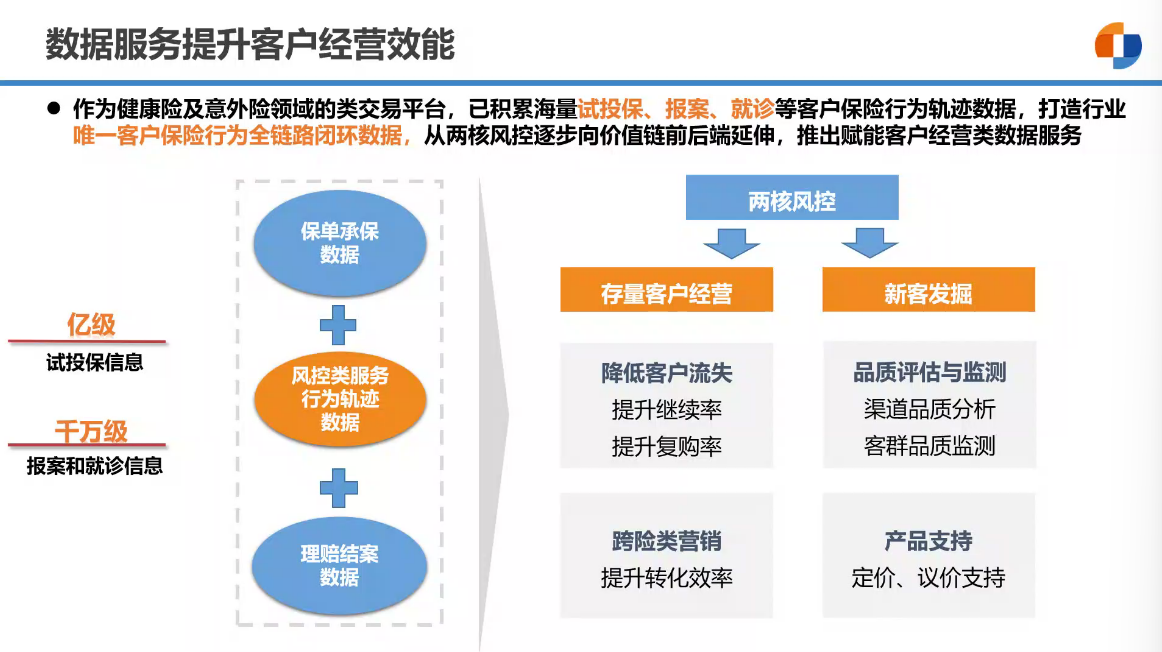 数据服务提升客户经营效能
● 作为健康险及意外险领域的类交易平台，已积累海量试投保、报案、就诊等客户保险行为轨迹数据，打造行业
唯一客户保险行为全链路闭环数据，从两核风控逐步向价值链前后端延伸，推出赋能客户经营类数据服务
亿级
试投保信息
千万级
报案和就诊信息
保单承保
数据
风控类服务
行为轨迹
数据
理赔结案
数据
两核风控
存量客户经营
新客发掘
降低客户流失
提升继续率
提升复购率
品质评估与监测
渠道品质分析
客群品质监测
跨险类营销
提升转化效率
产品支持
定价、议价支持